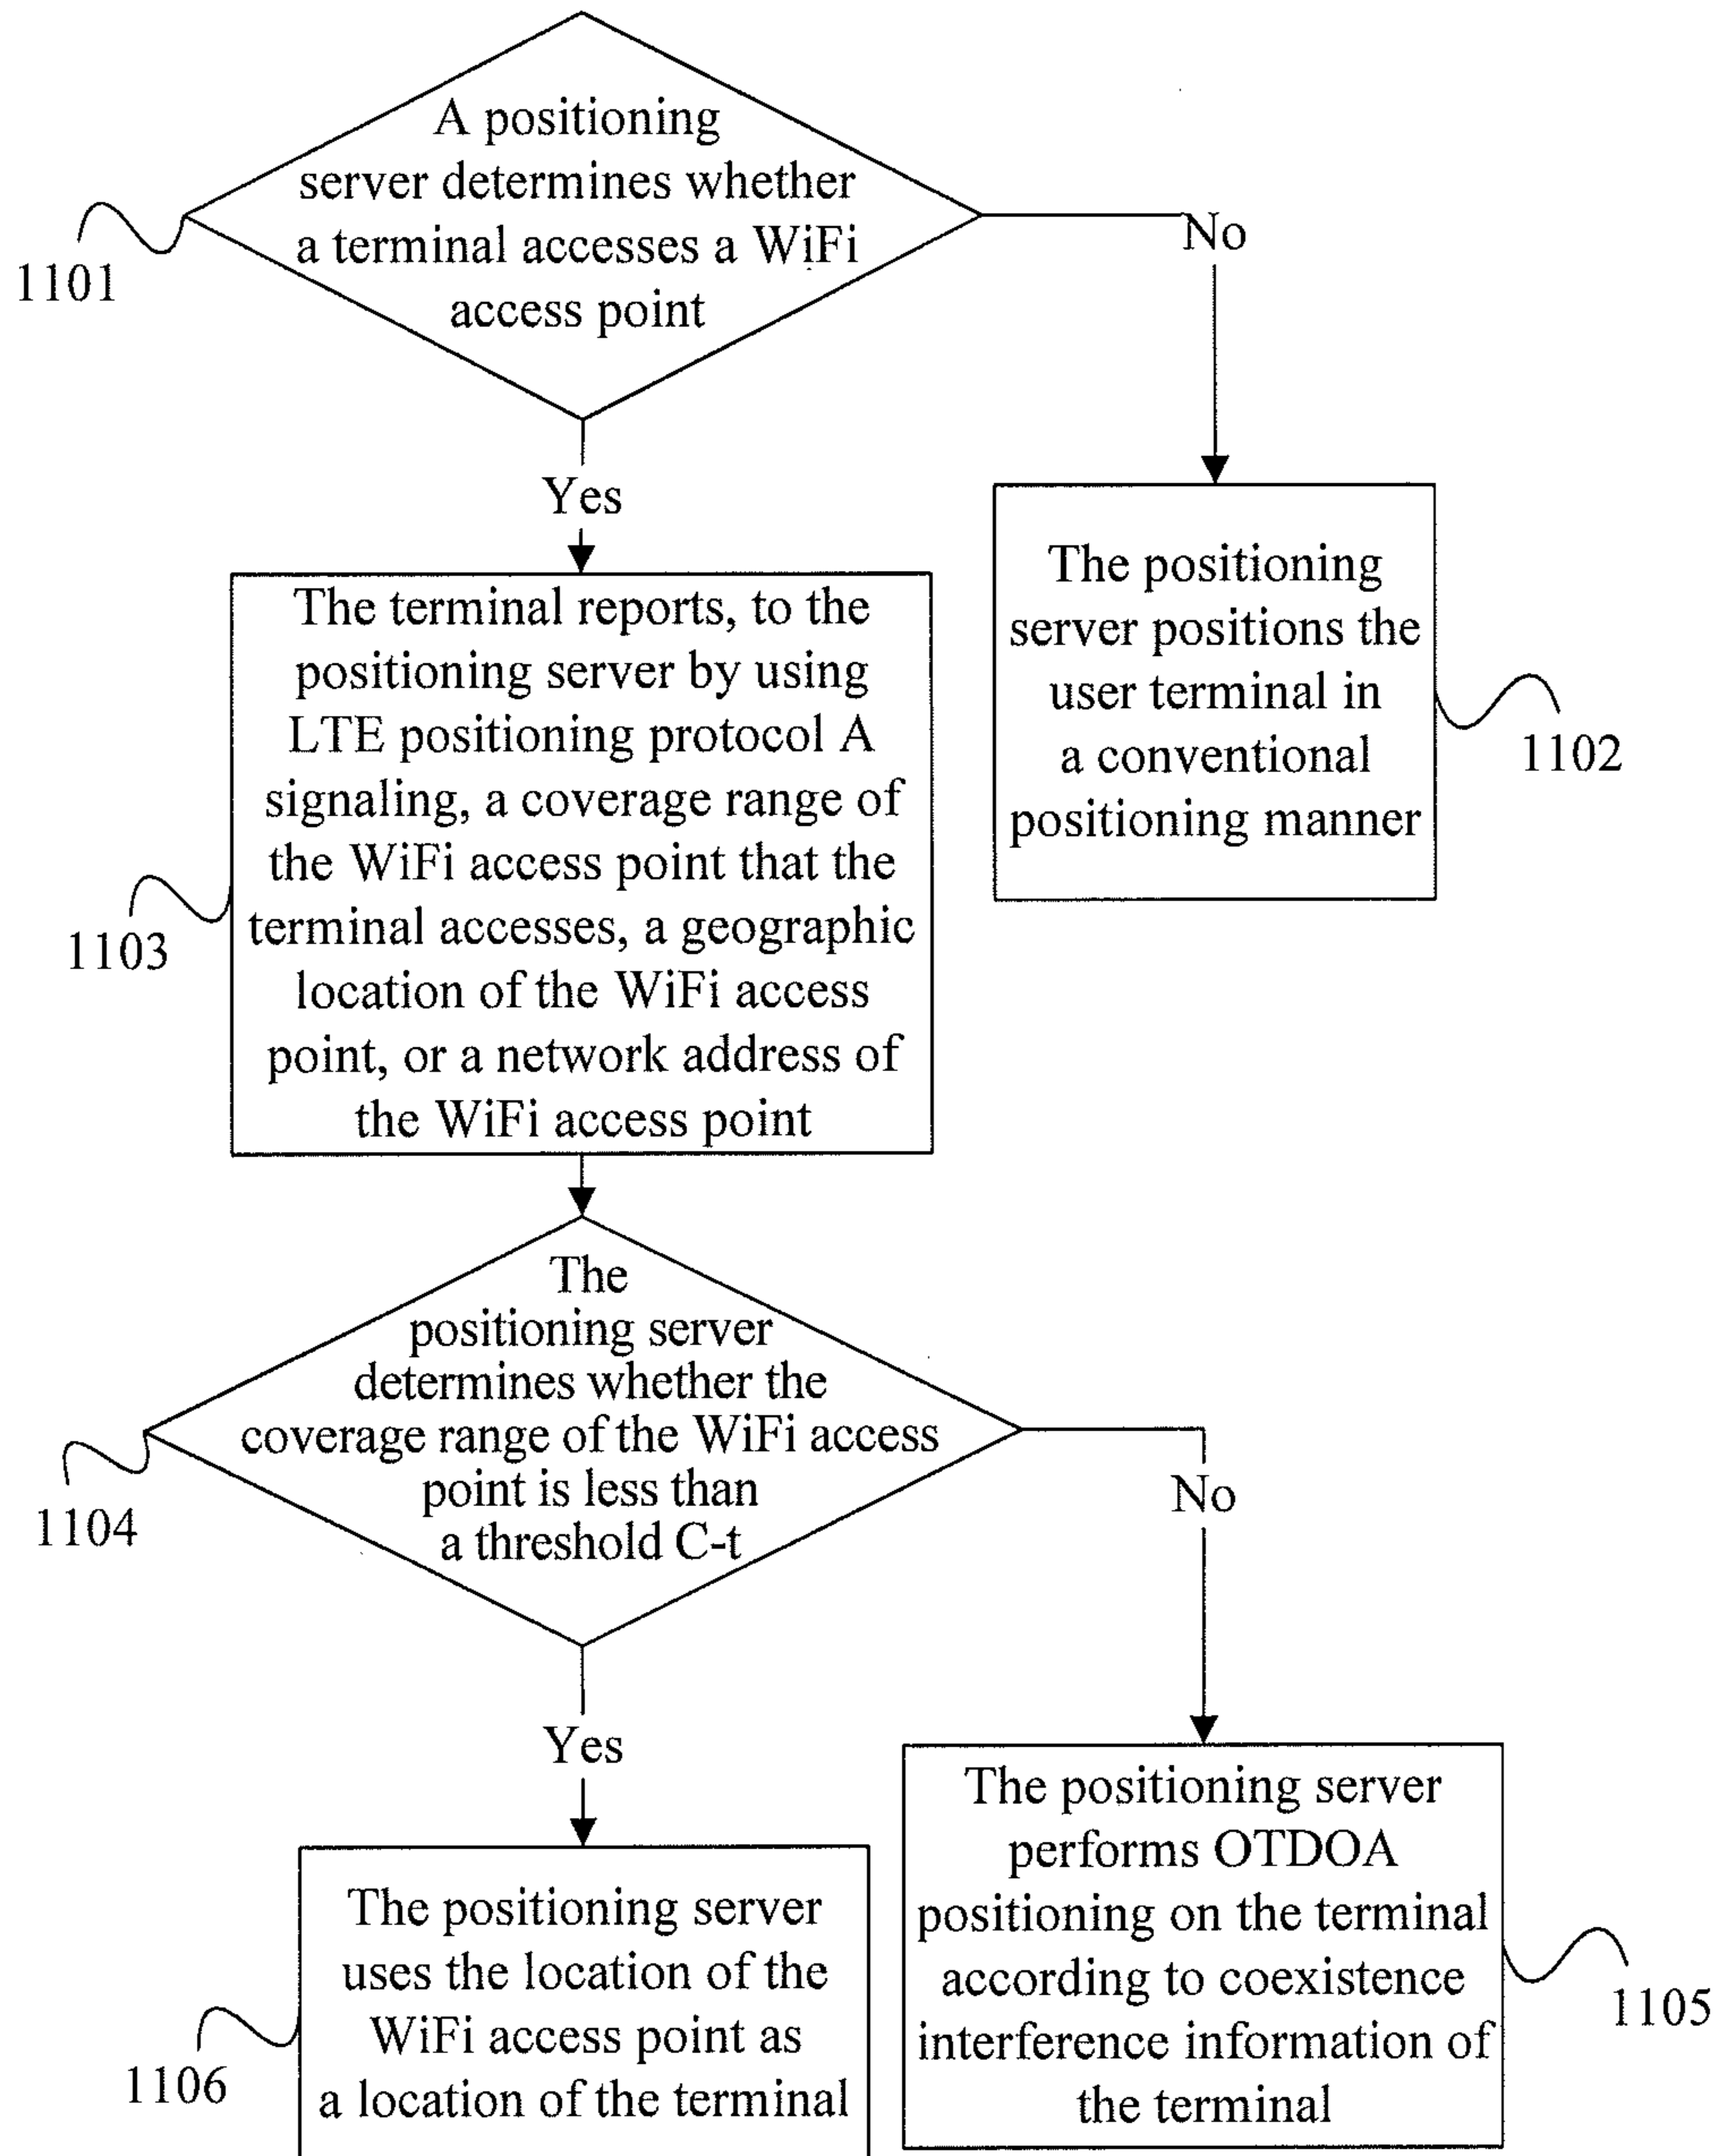 A positioning
server determines whether
a terminal accesses a WiFi
access point
1101
No
Yes
The positioning
server positions the
user terminal in
a conventional
positioning manner
1102
The terminal reports, to the
positioning server by using
LTE positioning protocol A
signaling, a coverage range of
the WiFi access point that the
terminal accesses, a geographic
location of the WiFi access
point, or a network address of
the WiFi access point
1103
The
positioning server
determines whether the
coverage range of the WiFi access
point is less than
a threshold C-t
1104
No
Yes
The positioning server
performs OTDOA
positioning on the terminal
according to coexistence
interference information of
the terminal
1105
The positioning server
uses the location of the
WiFi access point as
a location of the terminal
1106